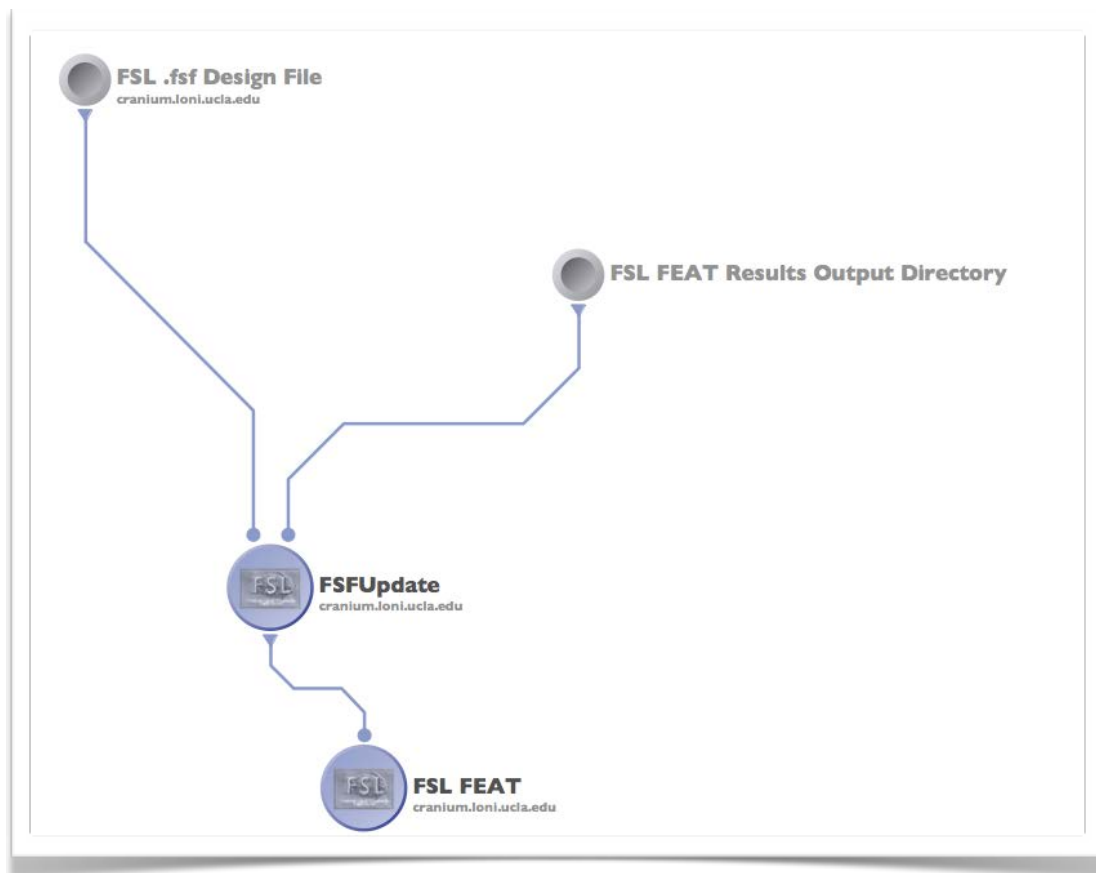 FSL .fsf Design File
cranium.loni.ucla.edu
FSL FEAT Results Output Directory
FSL
FSFUpdate
cranium.loni.ucla.edu
FSL
FSL FEAT
cranium.loni.ucla.edu